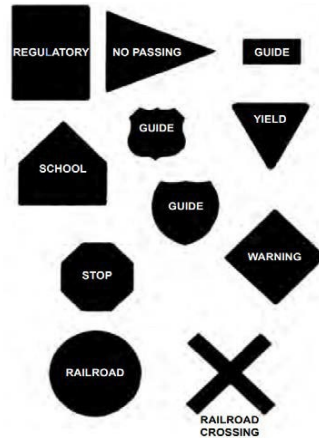 REGULATORY
NO PASSING
GUIDE
GUIDE
YIELD
SCHOOL
GUIDE
STOP
WARNING
RAILROAD
RAILROAD
CROSSING